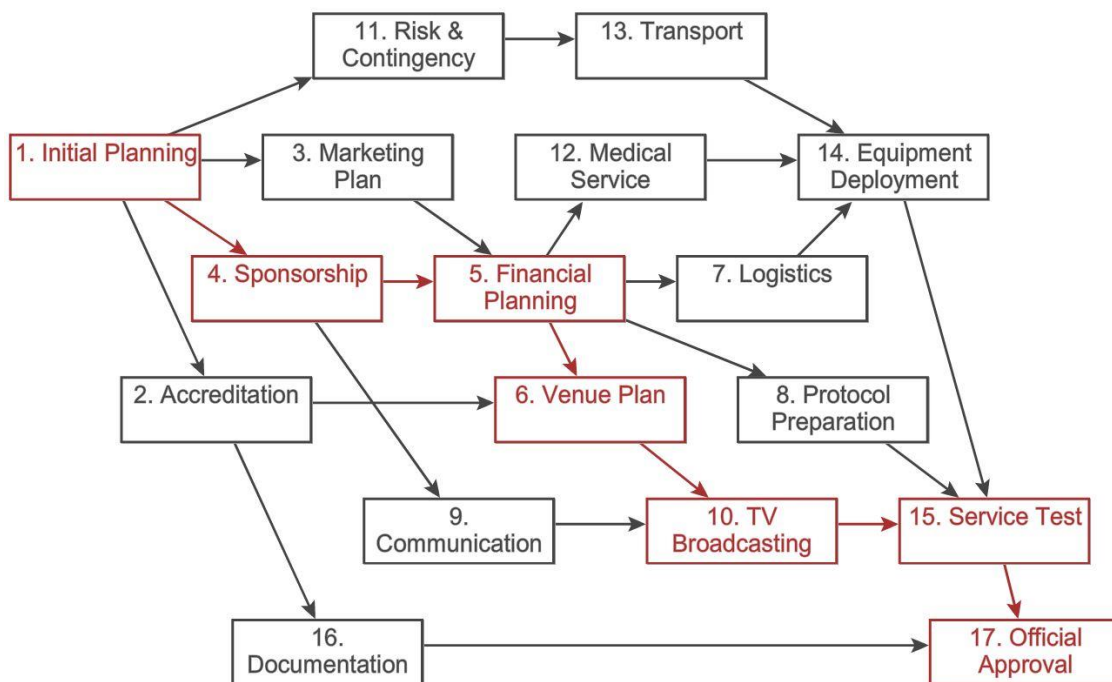 11. Risk &
Contingency
13. Transport
1. Initial Planning
3. Marketing
Plan
12. Medical
Service
14. Equipment
Deployment
4. Sponsorship
5. Financial
Planning
7. Logistics
2. Accreditation
6. Venue Plan
8. Protocol
Preparation
9.
Communication
10. TV
Broadcasting
15. Service Test
16.
Documentation
17. Official
Approval